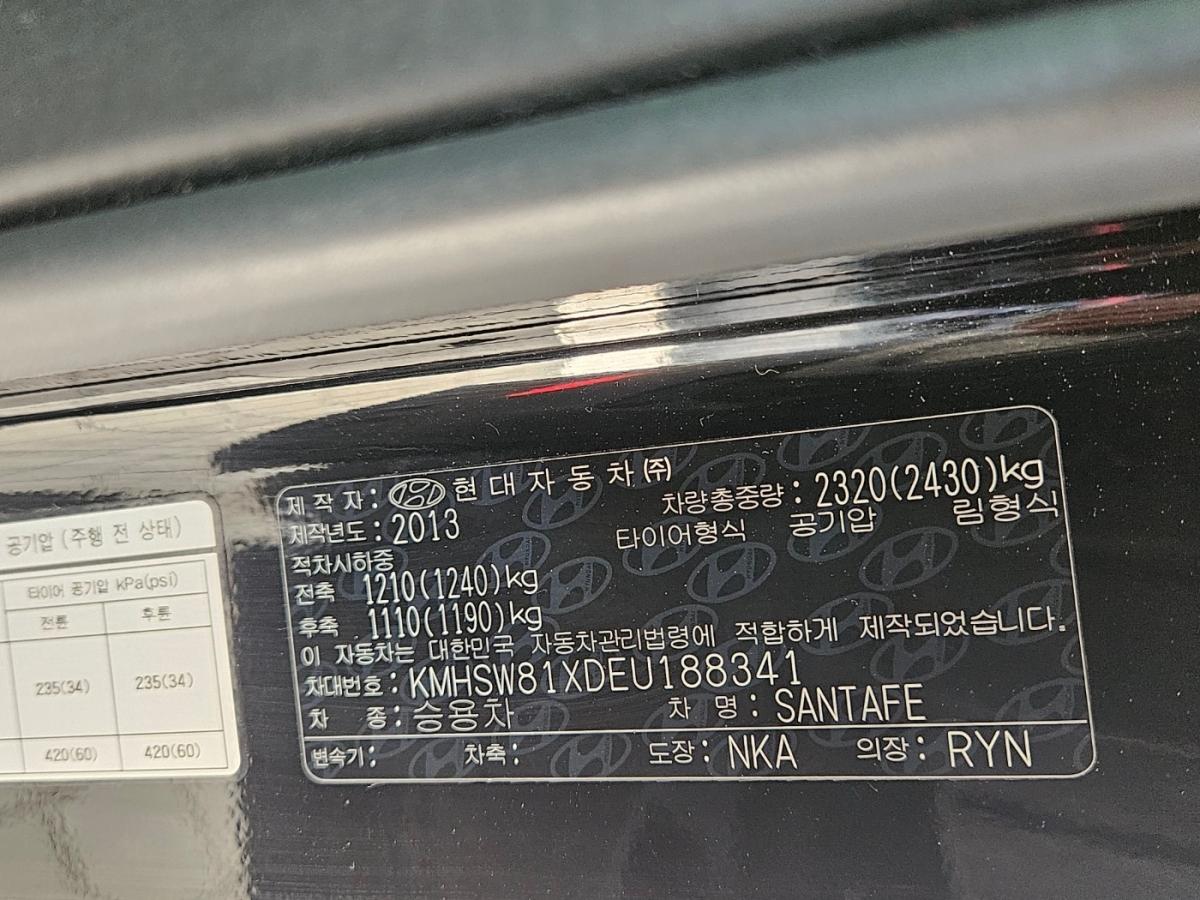 공기압 (주행 전 상태)
타이어 공기압 kPa(psi)
전륜 후륜
235(34) 235(34)
420(60) 420(60)
제작자: 현대자동차㈜
차량총중량: 2320(2430)kg
제작년도: 2013
타이어형식 공기압 림형식
적차시하중
전축 1210(1240)kg
후축 1110(1190)kg
이 자동차는 대한민국 자동차관리법령에 적합하게 제작되었습니다.
차대번호: KMHSW81XDEU188341
차 종: 승용차 차 명: SANTAFE
변속기: 차축: 도장: NKA 의장: RYN